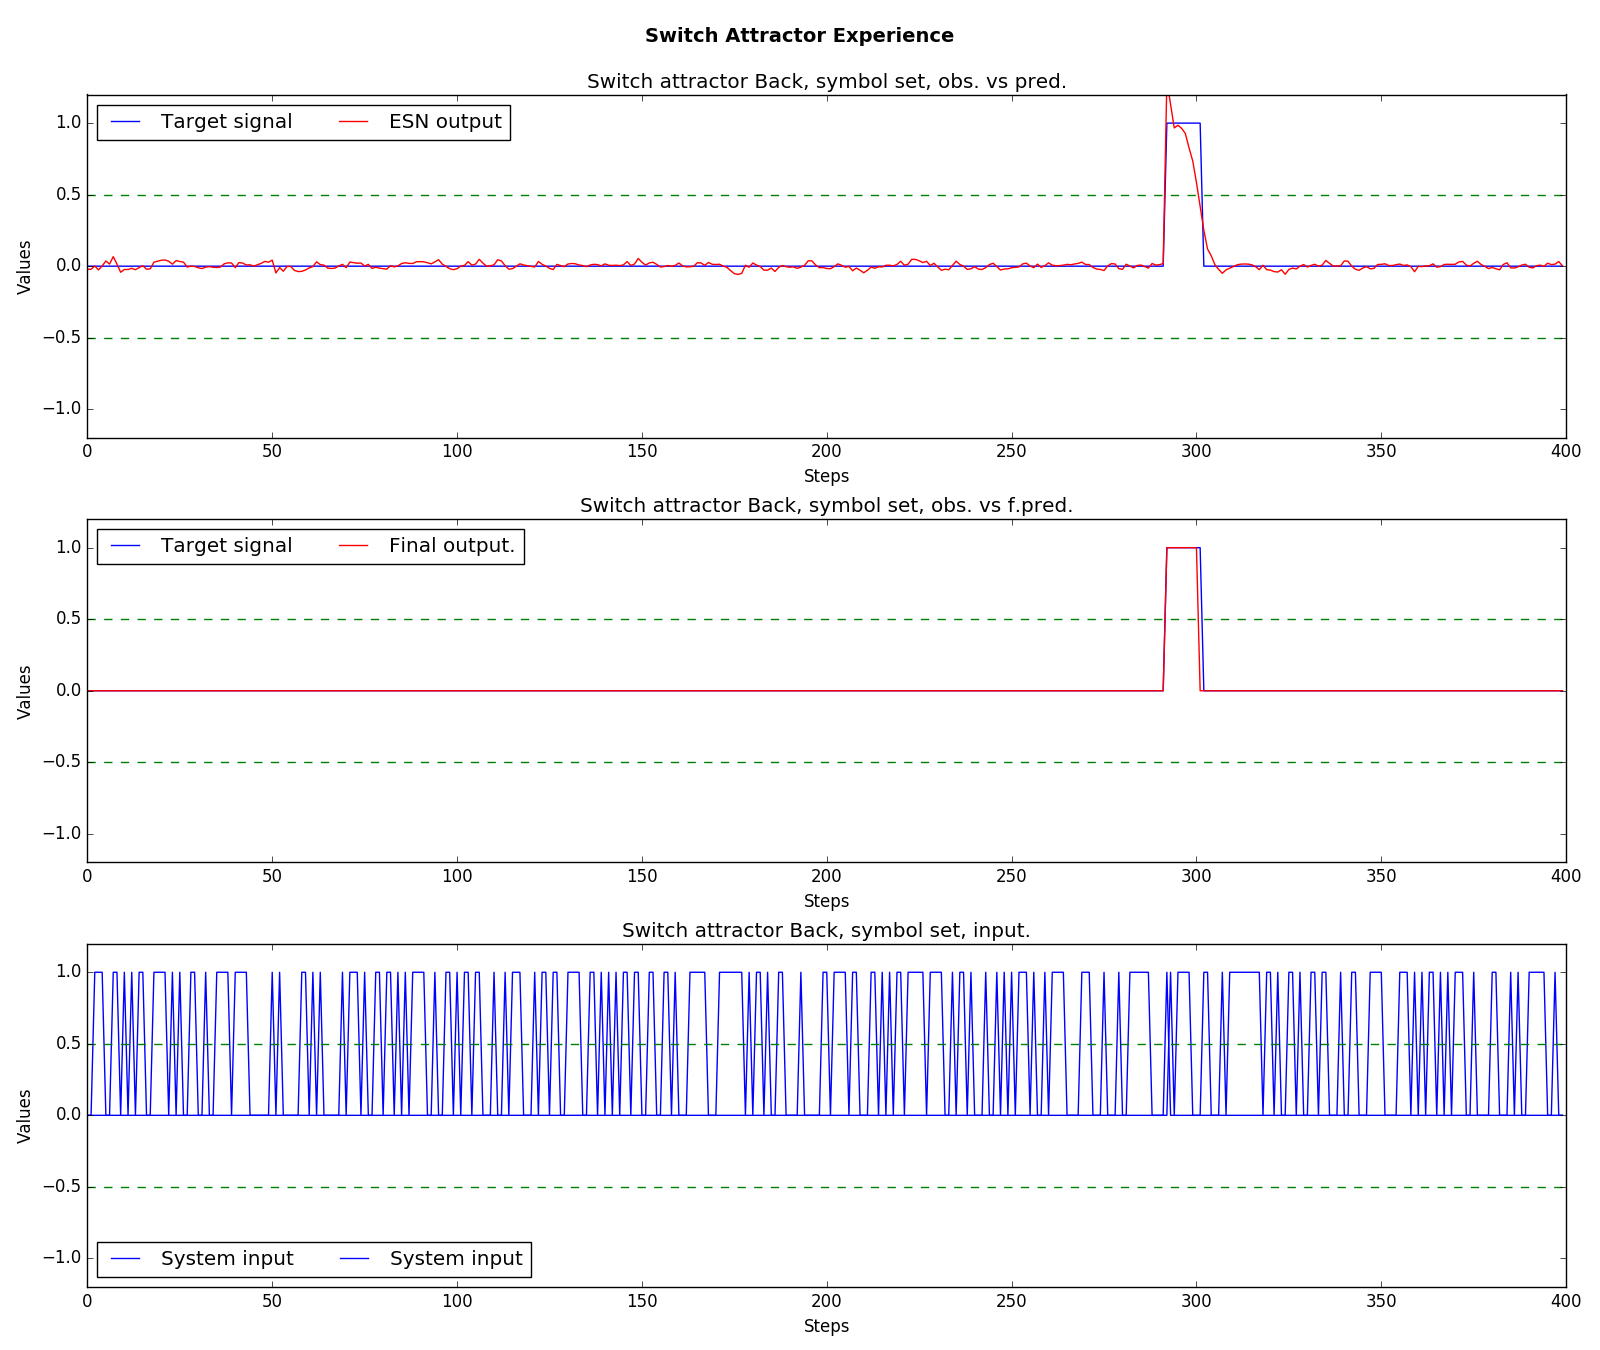 Switch Attractor Experience
Switch attractor Back, symbol set, obs. vs pred.
Target signal ESN output
1.0
0.5
0.0
−0.5
−1.0
Values
0 50 100 150 200 250 300 350 400
Steps
Switch attractor Back, symbol set, obs. vs f.pred.
Target signal Final output.
1.0
0.5
0.0
−0.5
−1.0
Values
0 50 100 150 200 250 300 350 400
Steps
Switch attractor Back, symbol set, input.
1.0
0.5
0.0
−0.5
−1.0
Values
System input System input
0 50 100 150 200 250 300 350 400
Steps